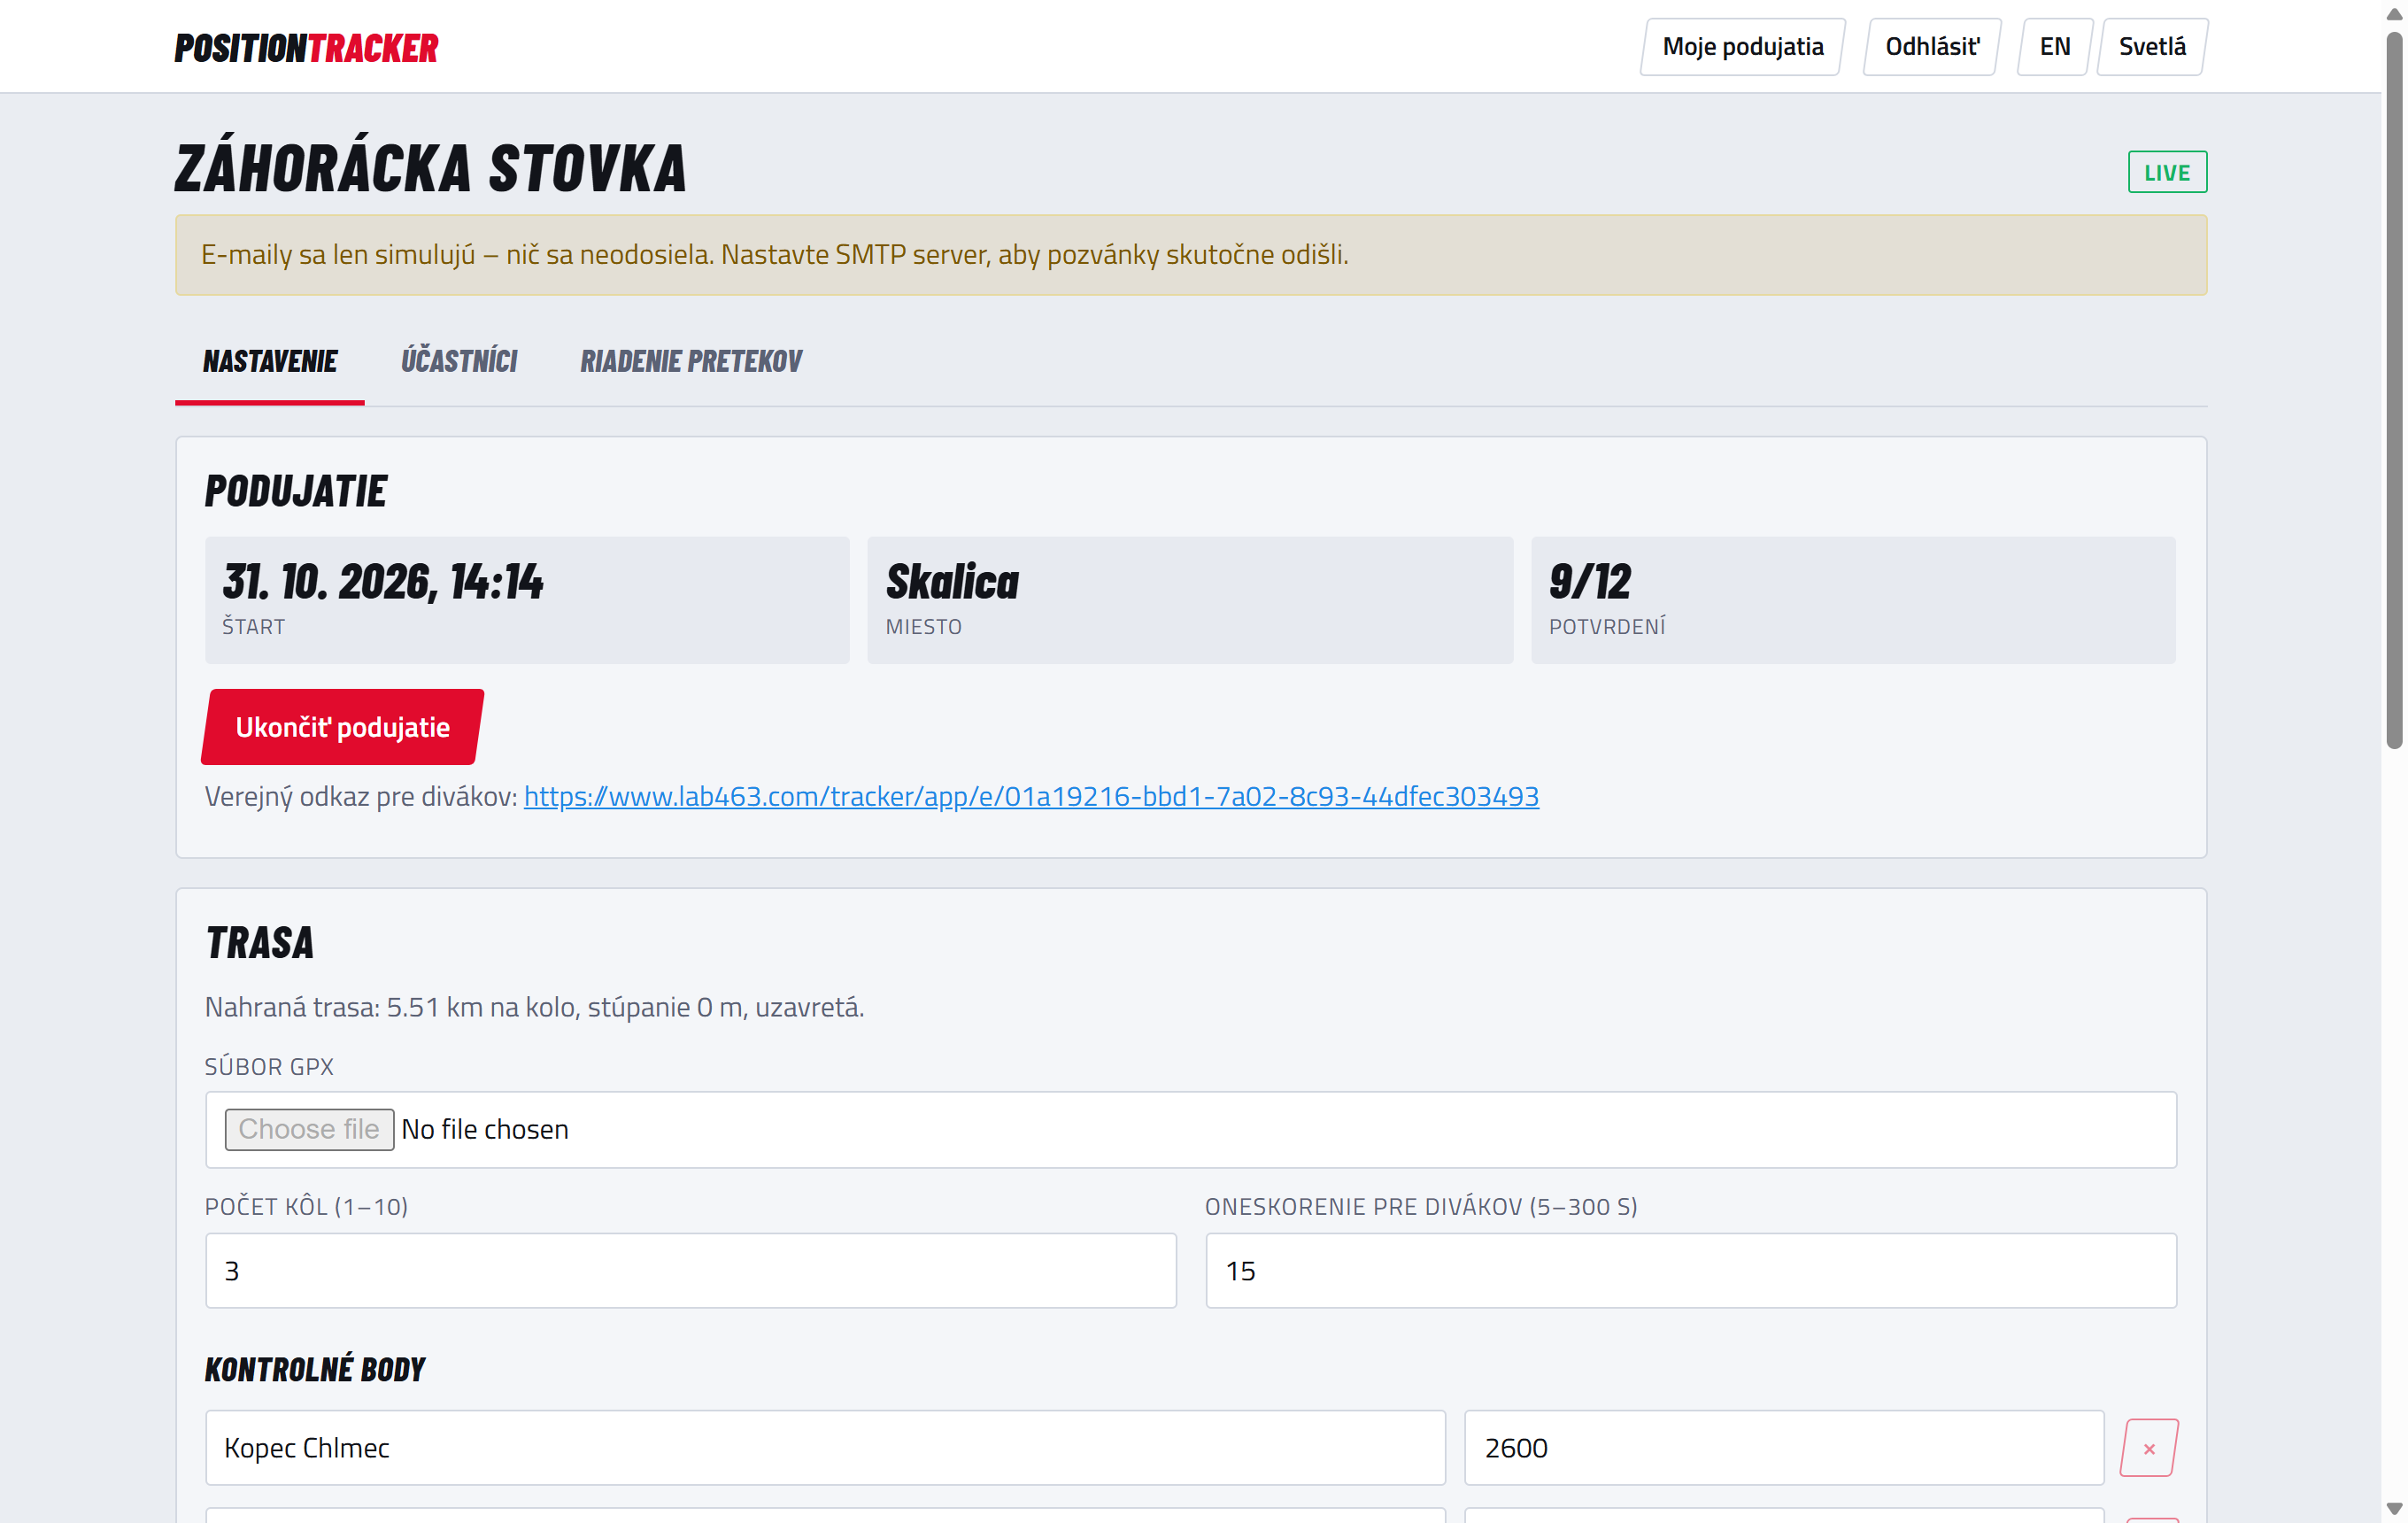 POSITIONTRACKER
Moje podujatia
Odhlásiť
EN
Svetlá
ZÁHORÁCKA STOVKA
LIVE
E-maily sa len simulujú – nič sa neodosiela. Nastavte SMTP server, aby pozvánky skutočne odišli.
NASTAVENIE
ÚČASTNÍCI
RIADENIE PRETEKOV
PODUJATIE
31. 10. 2026, 14:14
ŠTART
Skalica
MIESTO
9/12
POTVRDENÍ
Ukončiť podujatie
Verejný odkaz pre divákov: https://www.lab463.com/tracker/app/e/01a19216-bbd1-7a02-8c93-44dfec303493
TRASA
Nahraná trasa: 5.51 km na kolo, stúpanie 0 m, uzavretá.
SÚBOR GPX
Choose file No file chosen
POČET KÔL (1–10)
ONESKORENIE PRE DIVÁKOV (5–300 S)
3
15
KONTROLNÉ BODY
Kopec Chlmec
2600
×